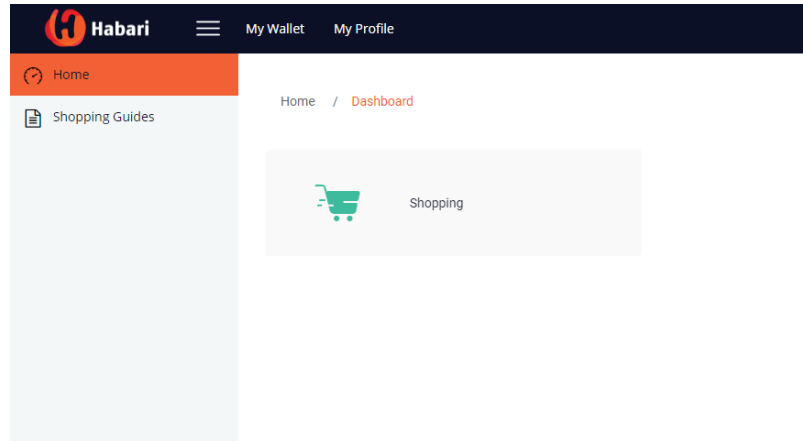 Habari My Wallet My Profile
Home
Shopping Guides
Home / Dashboard
Shopping